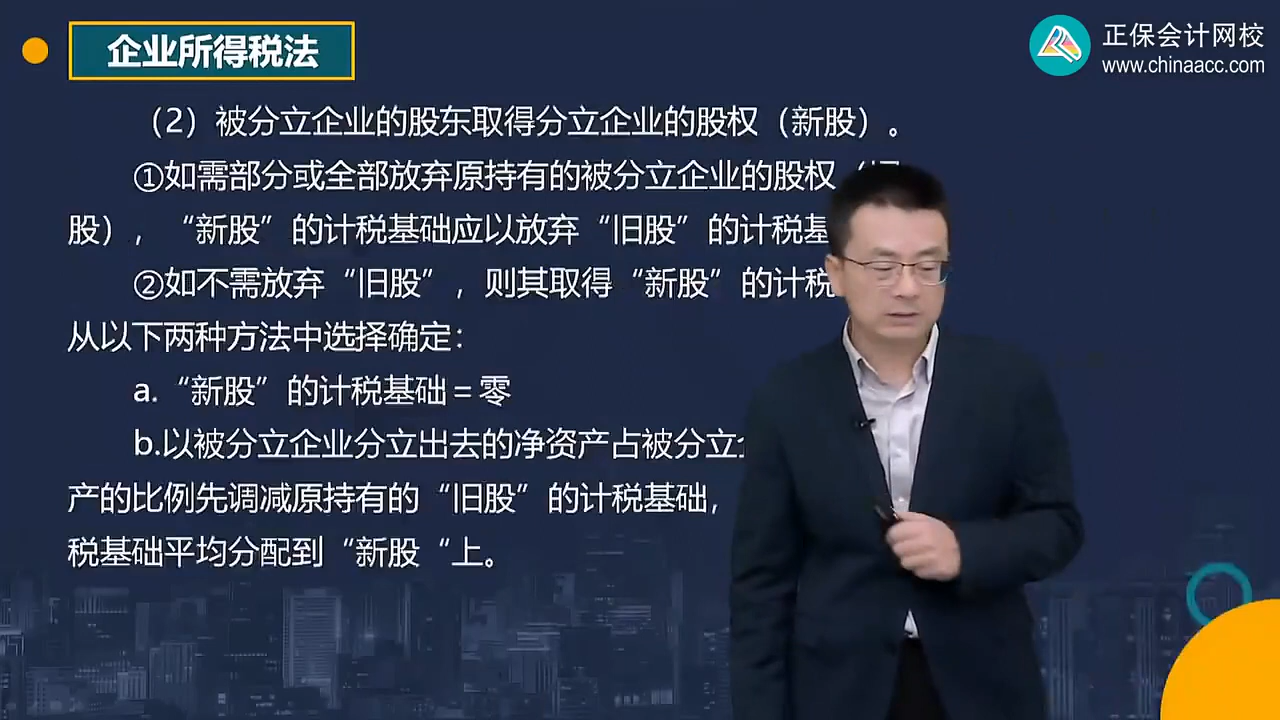 企业所得税法
正保会计网校
www.chinaacc.com
（2）被分立企业的股东取得分立企业的股权（新股）。
①如需部分或全部放弃原持有的被分立企业的股权（
股），“新股”的计税基础应以放弃“旧股”的计税基
②如不需放弃“旧股”，则其取得“新股”的计税
从以下两种方法中选择确定：
a.“新股”的计税基础＝零
b.以被分立企业分立出去的净资产占被分立
产的比例先调减原持有的“旧股”的计税基础，
税基础平均分配到“新股“上。